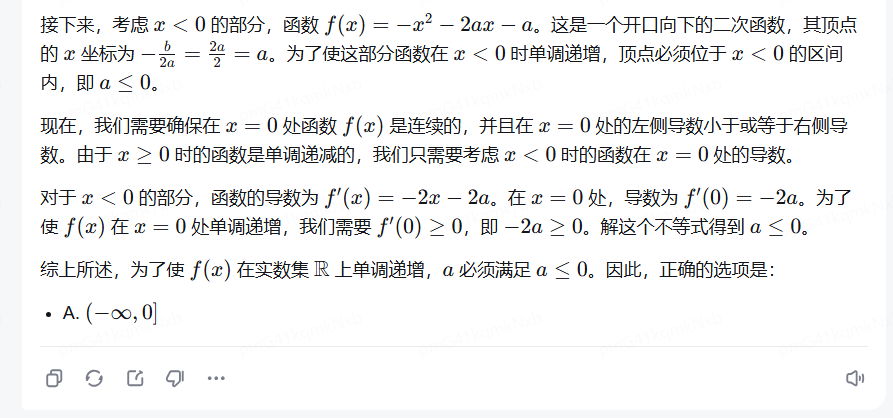 接下来，考虑 x < 0 的部分，函数 f(x) = −x² − 2ax − a。这是一个开口向下的二次函数，其顶点
的 x 坐标为 −b/2a = 2a/2 = a。为了使这部分函数在 x < 0 时单调递增，顶点必须位于 x < 0 的区间
内，即 a ≤ 0。
现在，我们需要确保在 x = 0 处函数 f(x) 是连续的，并且在 x = 0 处的左侧导数小于或等于右侧导
数。由于 x ≥ 0 时的函数是单调递减的，我们只需要考虑 x < 0 时的函数在 x = 0 处的导数。
对于 x < 0 的部分，函数的导数为 f′(x) = −2x − 2a。在 x = 0 处，导数为 f′(0) = −2a。为了
使 f(x) 在 x = 0 处单调递增，我们需要 f′(0) ≥ 0，即 −2a ≥ 0。解这个不等式得到 a ≤ 0。
综上所述，为了使 f(x) 在实数集 ℝ 上单调递增，a 必须满足 a ≤ 0。因此，正确的选项是：
• A. (−∞, 0]